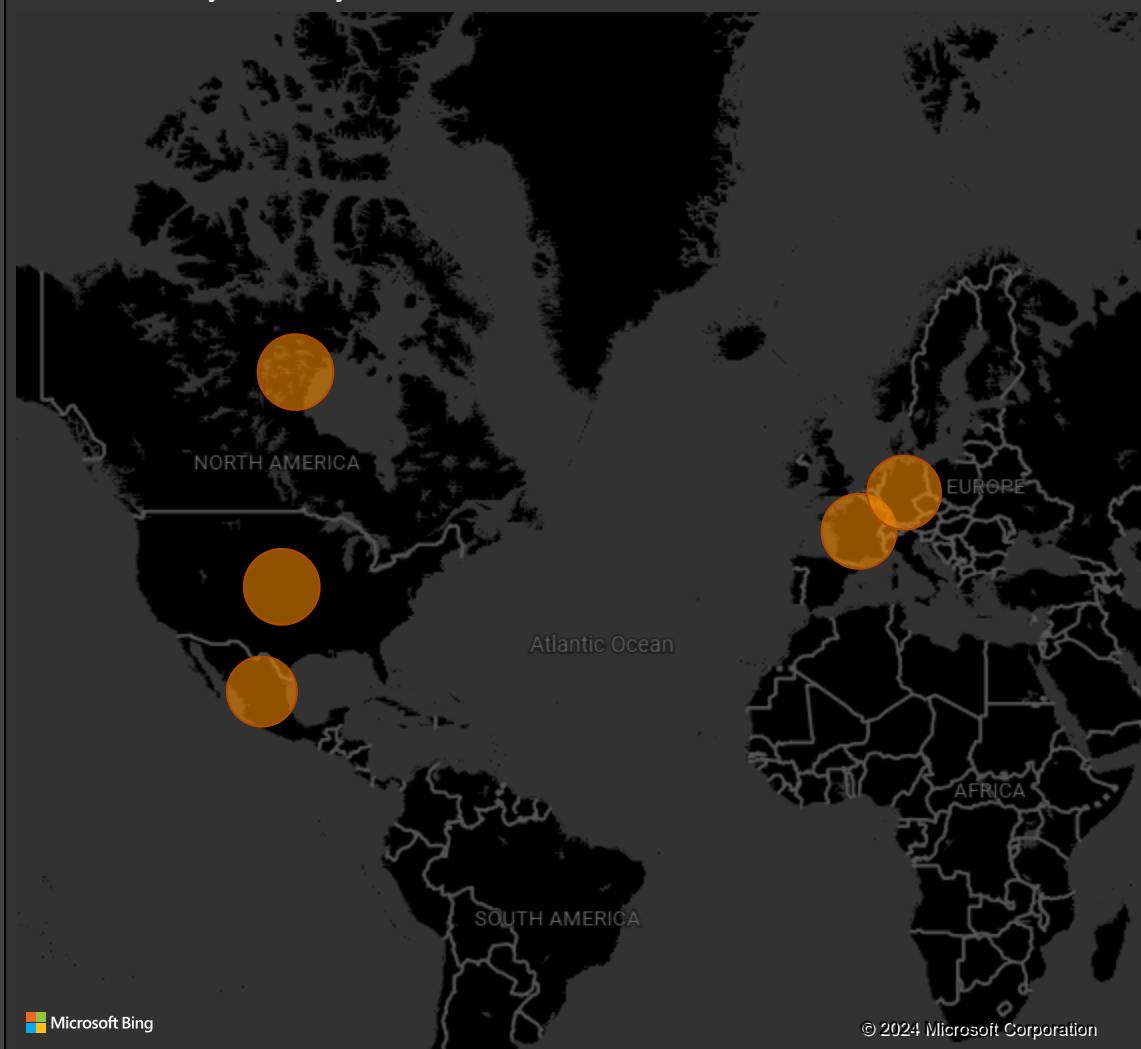 NORTH AMERICA
EUROPE
Atlantic Ocean
AFRICA
SOUTH AMERICA
Microsoft Bing
© 2024 Microsoft Corporation